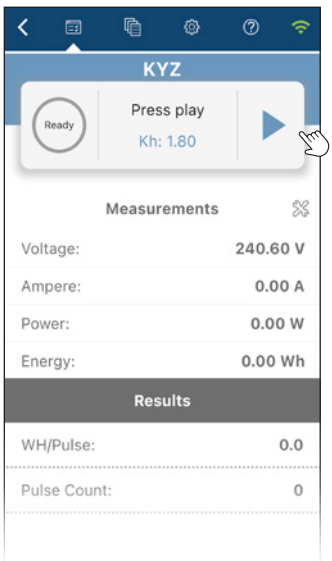 KYZ
Ready
Press play
Kh: 1.80
Measurements
Voltage: 240.60 V
Ampere: 0.00 A
Power: 0.00 W
Energy: 0.00 Wh
Results
WH/Pulse: 0.0
Pulse Count: 0